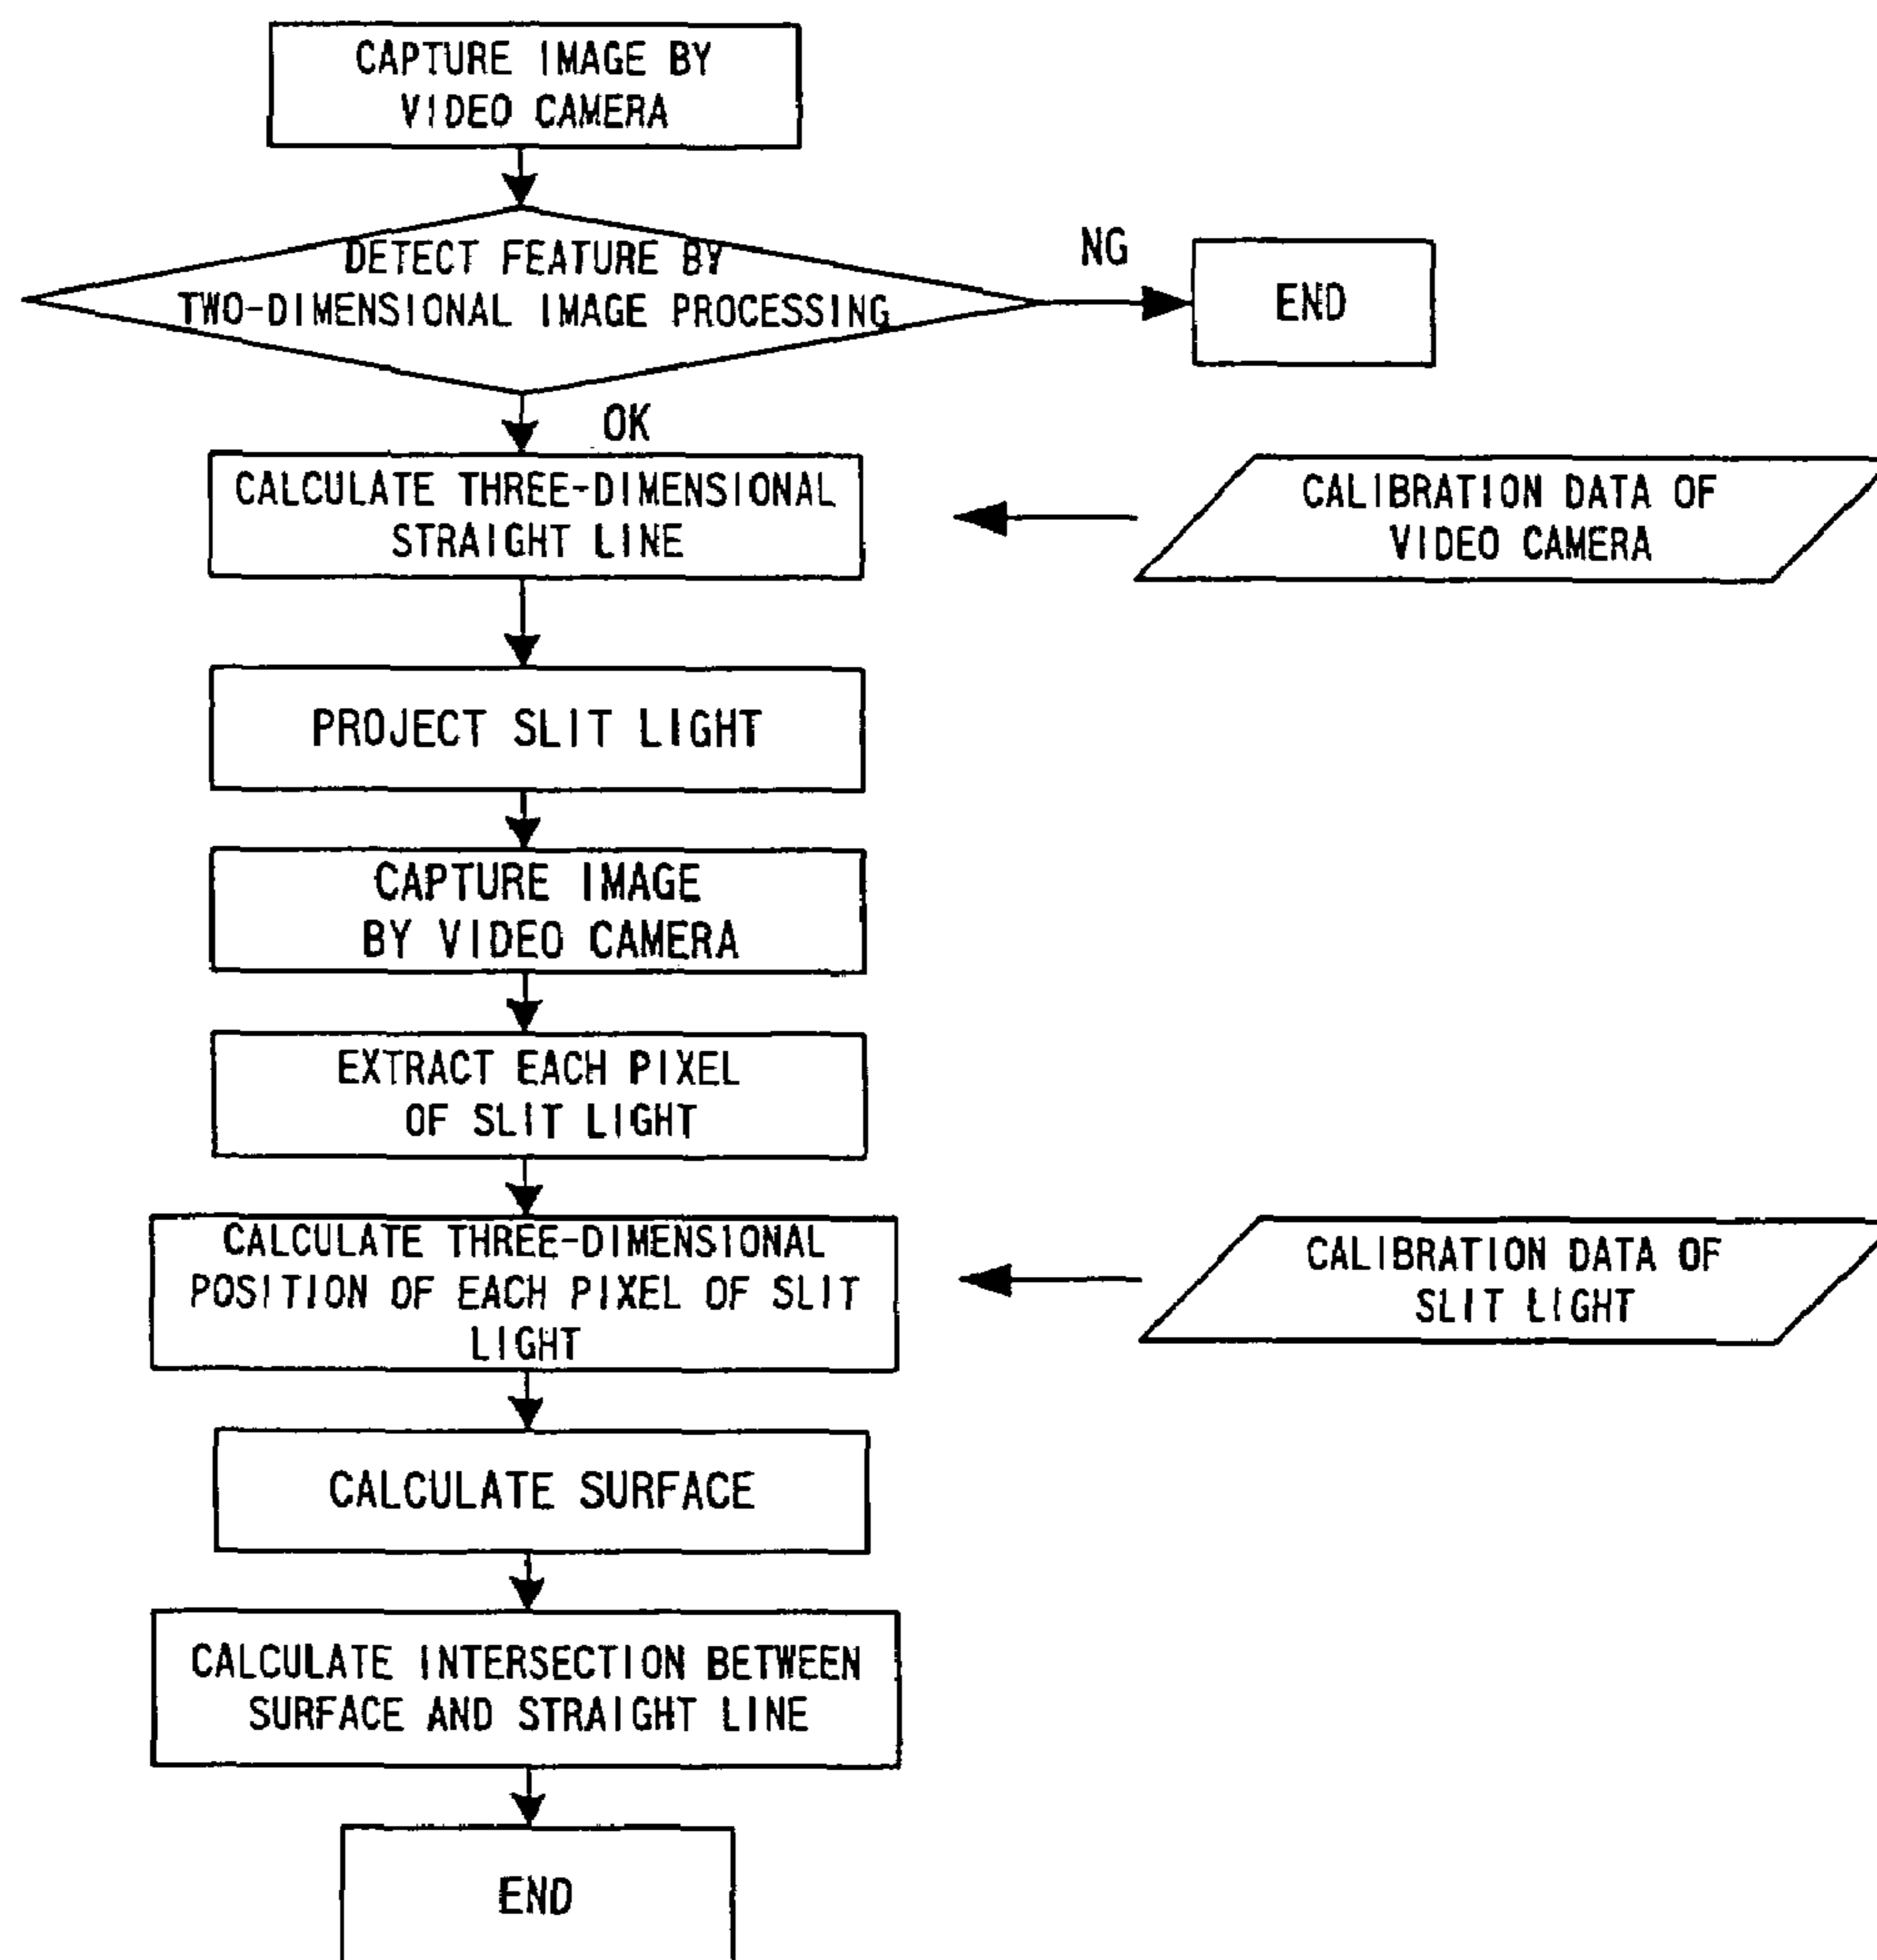 CAPTURE IMAGE BY
VIDEO CAMERA
DETECT FEATURE BY
TWO-DIMENSIONAL IMAGE PROCESSING
NG
END
OK
CALCULATE THREE-DIMENSIONAL
STRAIGHT LINE
CALIBRATION DATA OF
VIDEO CAMERA
PROJECT SLIT LIGHT
CAPTURE IMAGE
BY VIDEO CAMERA
EXTRACT EACH PIXEL
OF SLIT LIGHT
CALCULATE THREE-DIMENSIONAL
POSITION OF EACH PIXEL OF SLIT
LIGHT
CALIBRATION DATA OF
SLIT LIGHT
CALCULATE SURFACE
CALCULATE INTERSECTION BETWEEN
SURFACE AND STRAIGHT LINE
END